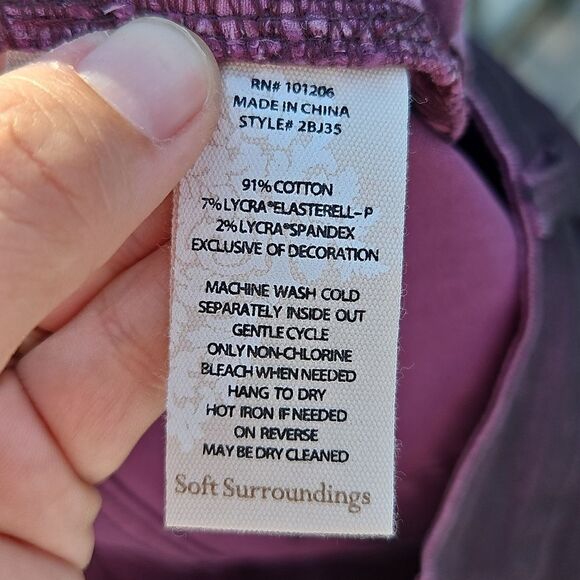 RN# 101206
MADE IN CHINA
STYLE# 2BJ35
91% COTTON
7% LYCRA®ELASTERELL-P
2% LYCRA®SPANDEX
EXCLUSIVE OF DECORATION
MACHINE WASH COLD
SEPARATELY INSIDE OUT
GENTLE CYCLE
ONLY NON-CHLORINE
BLEACH WHEN NEEDED
HANG TO DRY
HOT IRON IF NEEDED
ON REVERSE
MAY BE DRY CLEANED
Soft Surroundings